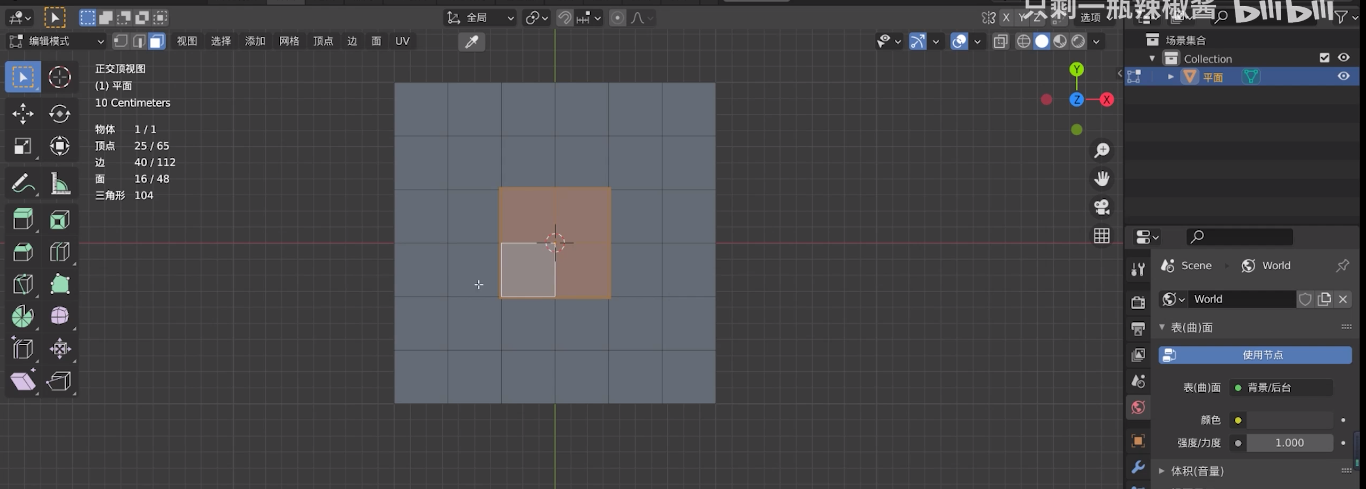 只剩一瓶辣椒酱 bilibili
全局
X Y
选项
编辑模式 视图 选择 添加 网格 顶点 边 面 UV
正交顶视图
(1) 平面
10 Centimeters
物体 1 / 1
顶点 25 / 65
边 40 / 112
面 16 / 48
三角形 104
Y
Z X
场景集合
Collection
平面
Scene World
World
表(曲)面
使用节点
表(曲)面 背景/后台
颜色
强度/力度 1.000
体积(音量)